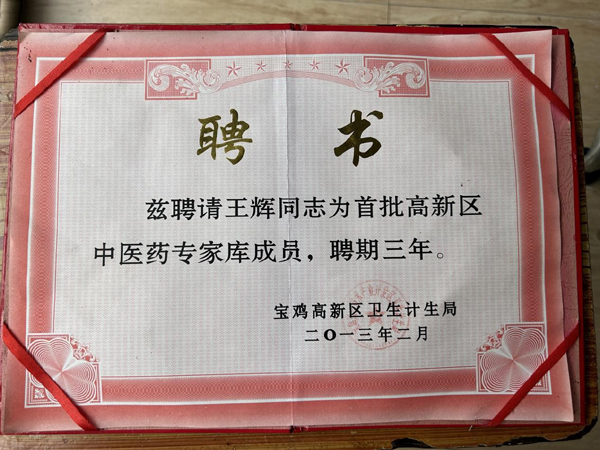 聘 书
兹聘请王辉同志为首批高新区
中医药专家库成员，聘期三年。
宝鸡高新区卫生计生局
二〇一三年二月